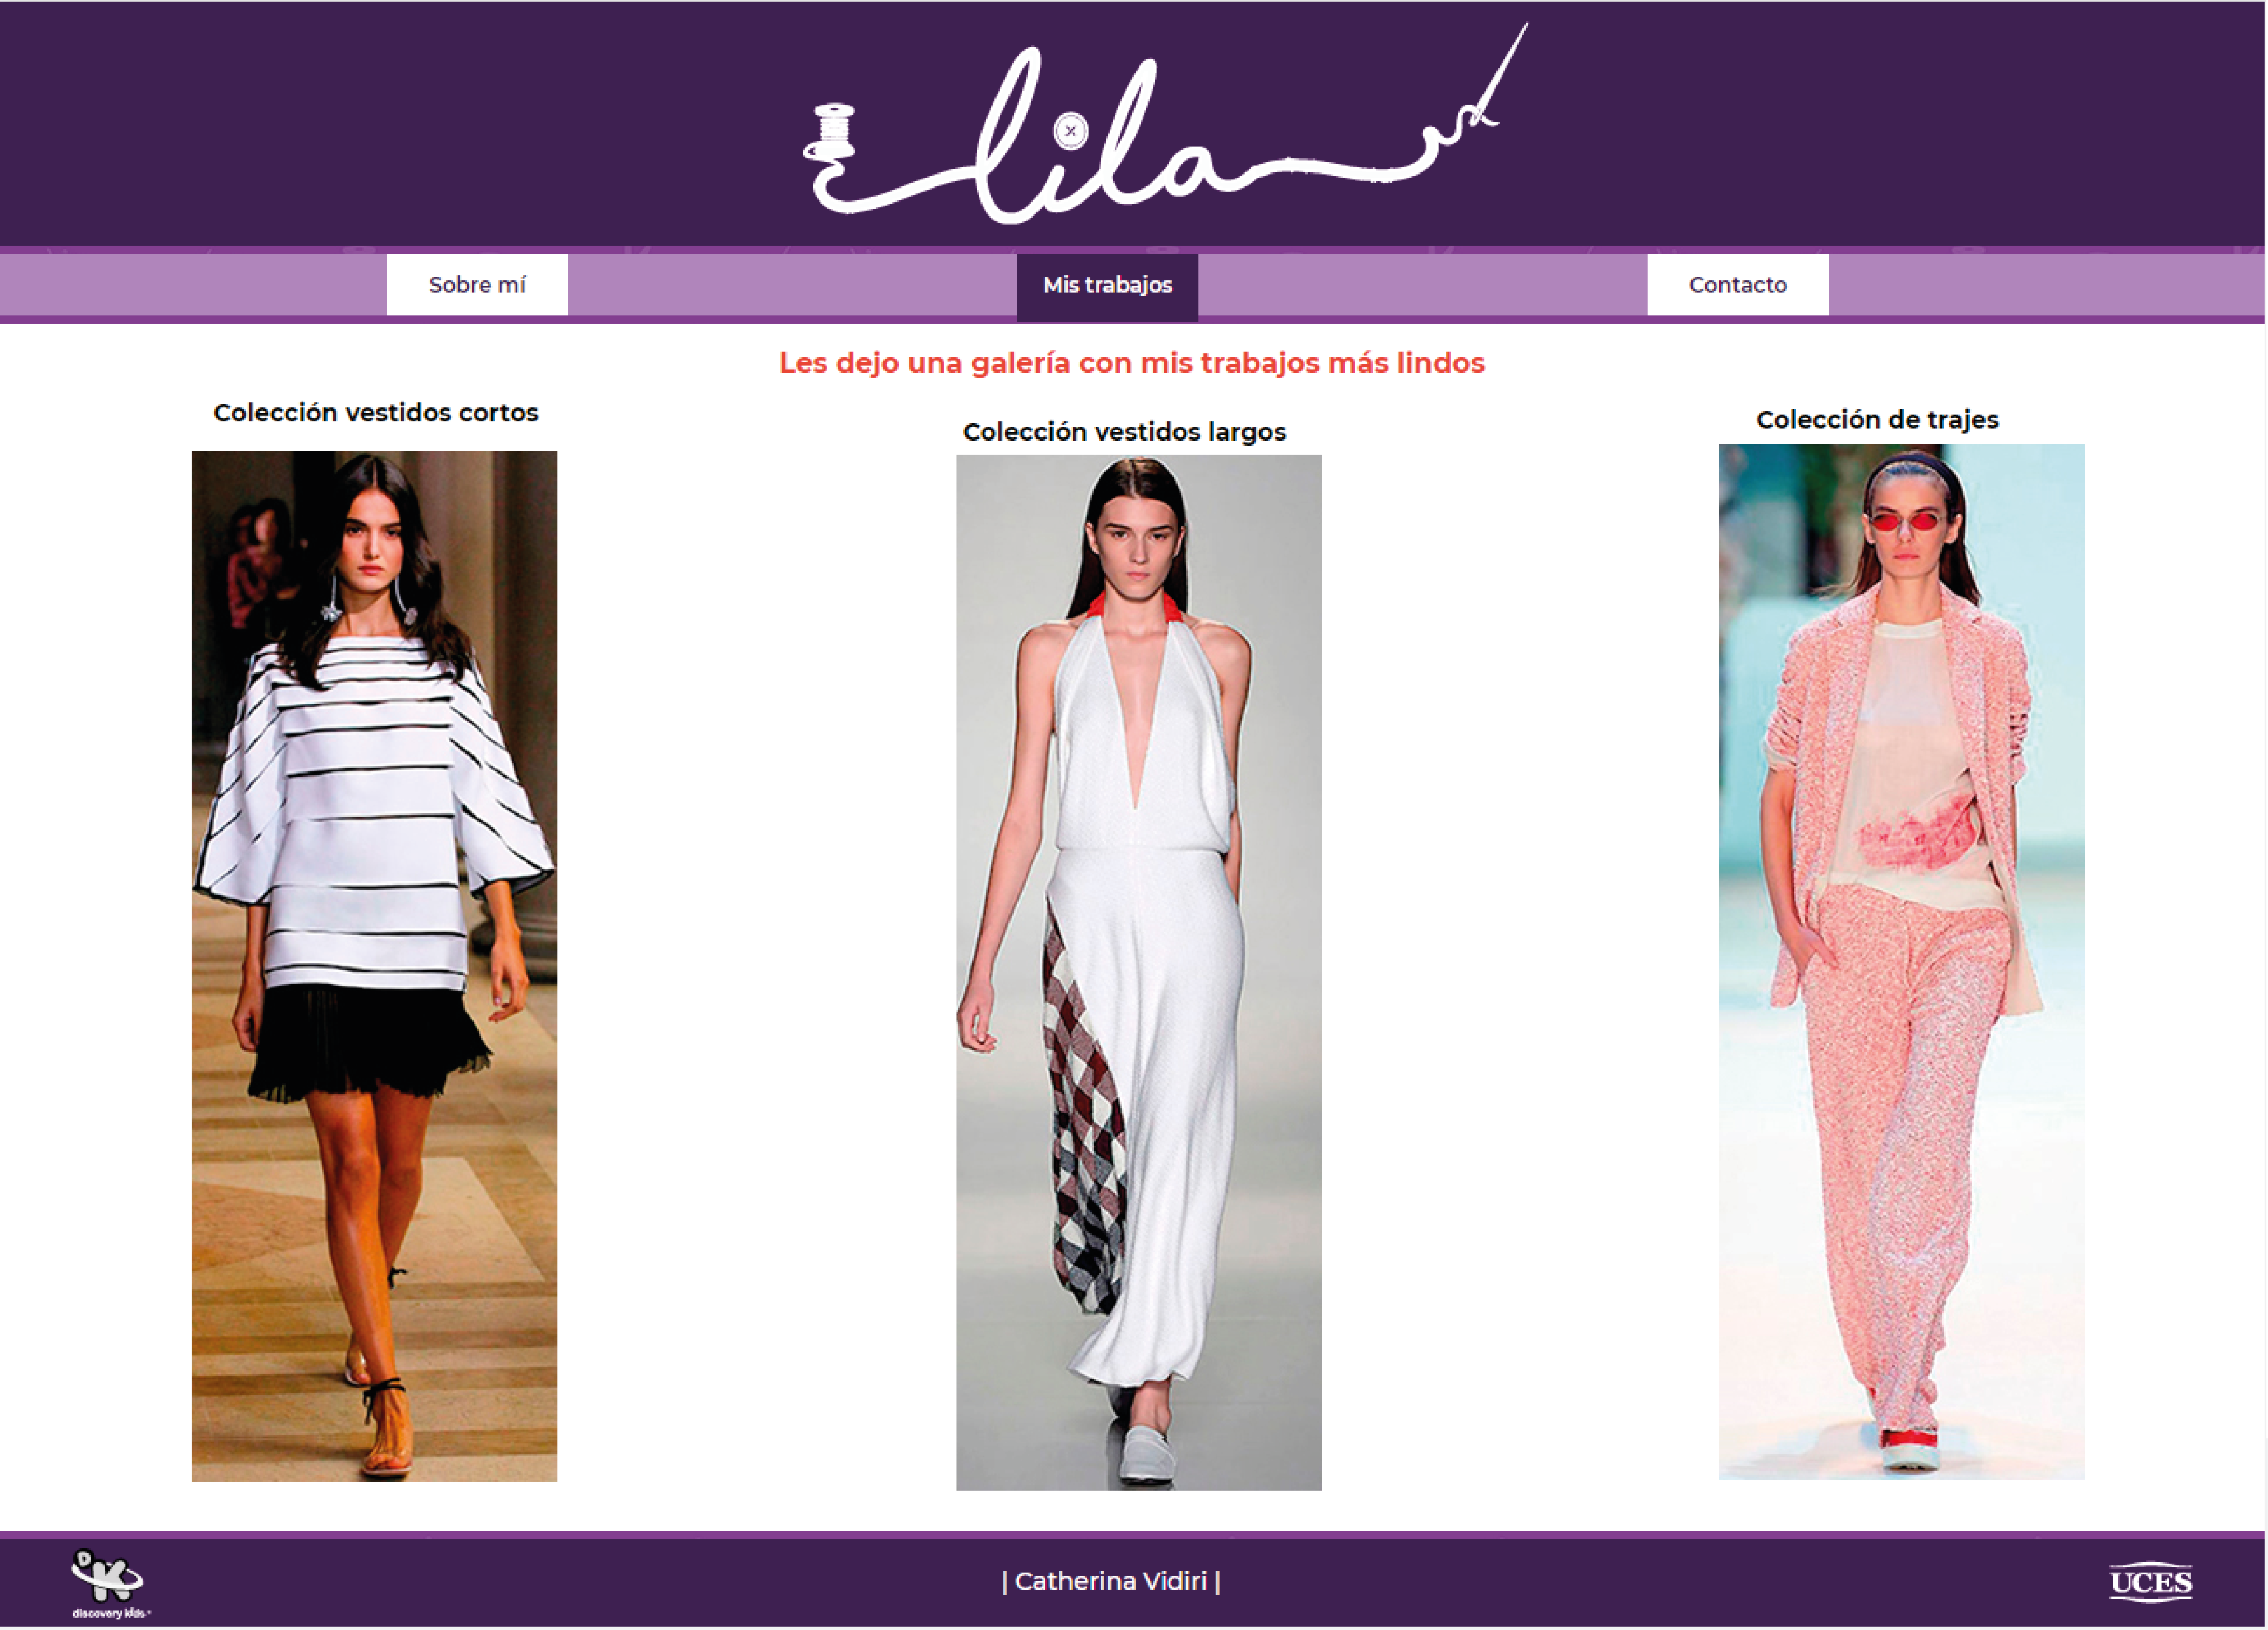 lila
Sobre mí
Mis trabajos
Contacto
Les dejo una galería con mis trabajos más lindos
Colección vestidos cortos
Colección vestidos largos
Colección de trajes
DK
discovery kids
| Catherina Vidiri |
UCES